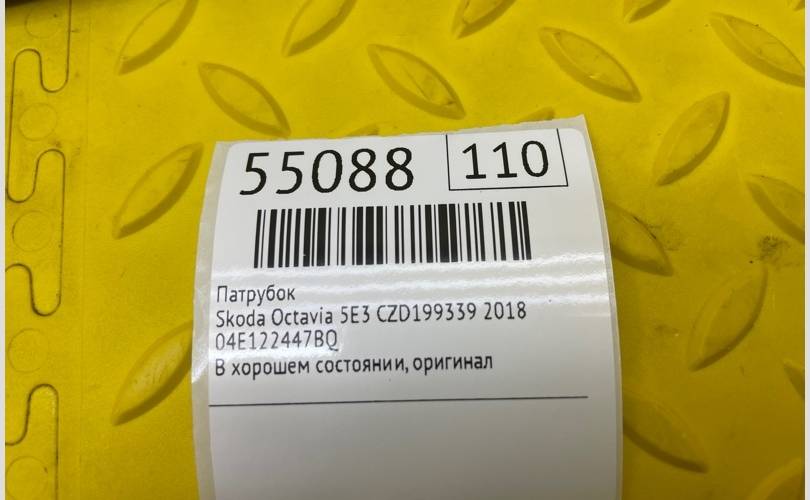 55088 110
Патрубок
Skoda Octavia 5E3 CZD199339 2018
04E122447BQ
В хорошем состоянии, оригинал